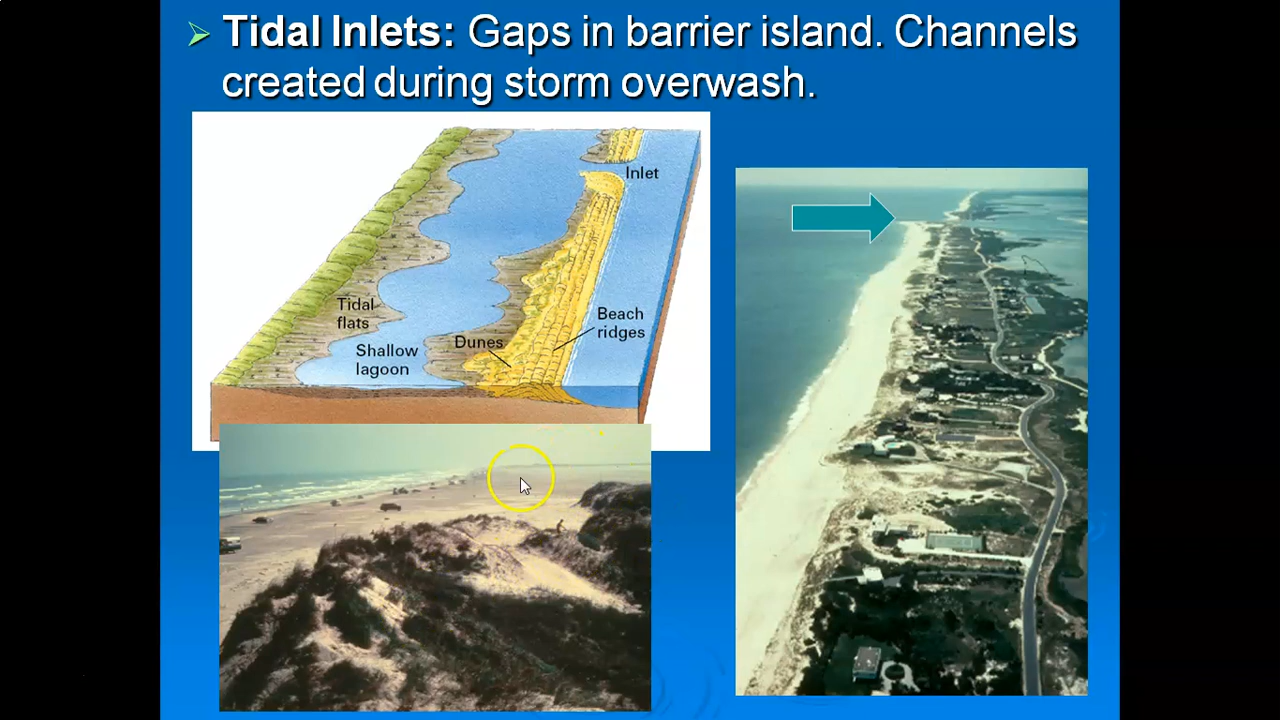 Tidal Inlets: Gaps in barrier island. Channels
created during storm overwash.
Inlet
Tidal
flats
Shallow
lagoon
Dunes
Beach
ridges